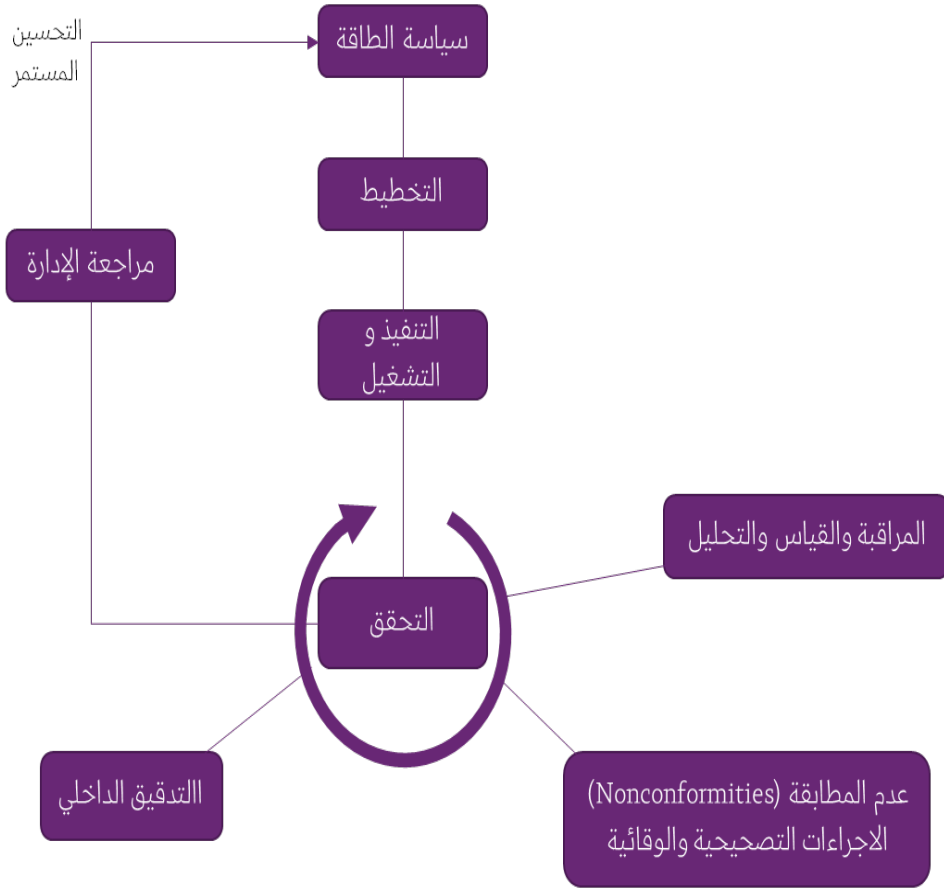 التحسين
المستمر
سياسة الطاقة
التخطيط
مراجعة الإدارة
التنفيذ و
التشغيل
المراقبة والقياس والتحليل
التحقق
االتدقيق الداخلي
عدم المطابقة (Nonconformities)
الاجراءات التصحيحية والوقائية